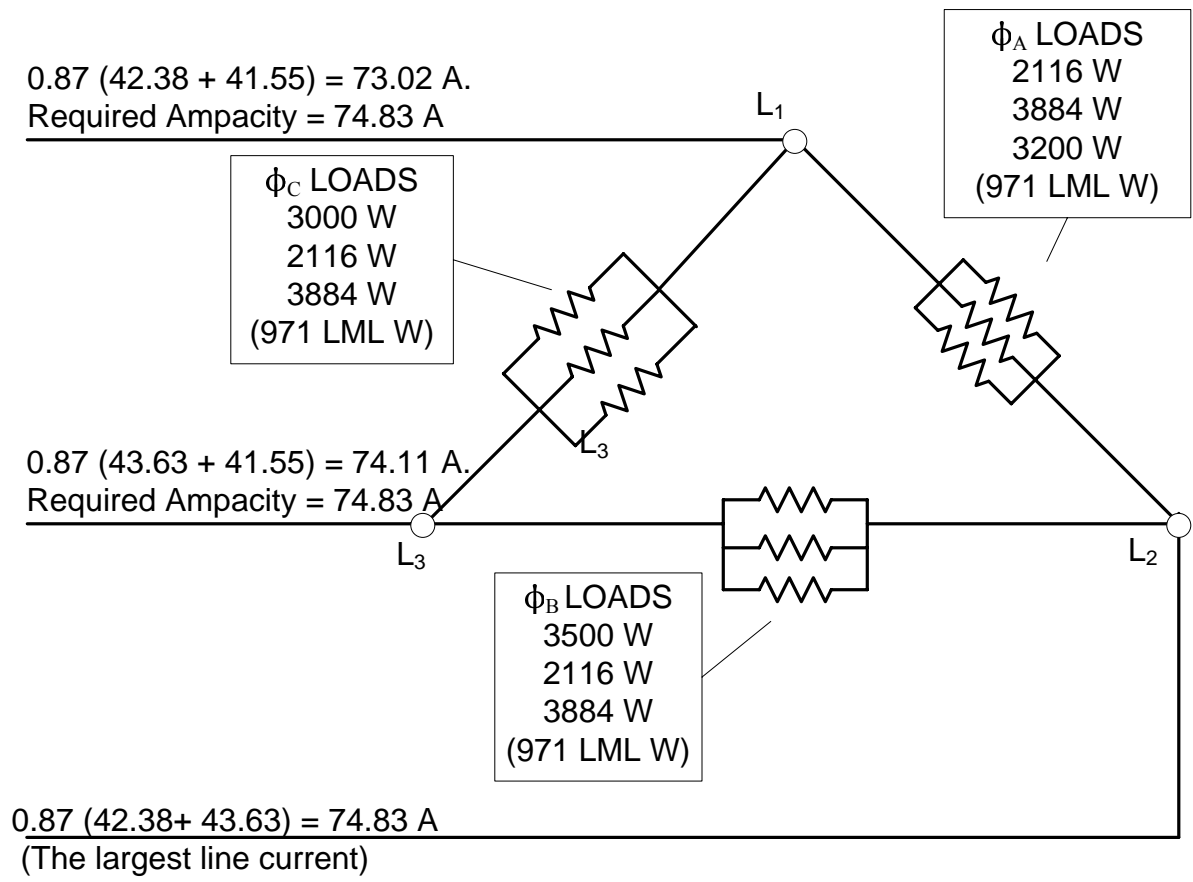 0.87 (42.38 + 41.55) = 73.02 A.
Required Ampacity = 74.83 A
L₁
ϕA LOADS
2116 W
3884 W
3200 W
(971 LML W)
ϕC LOADS
3000 W
2116 W
3884 W
(971 LML W)
L₃
0.87 (43.63 + 41.55) = 74.11 A.
Required Ampacity = 74.83 A
L₃
L₂
ϕB LOADS
3500 W
2116 W
3884 W
(971 LML W)
0.87 (42.38+ 43.63) = 74.83 A
(The largest line current)